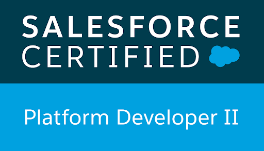 SALESFORCE
CERTIFIED
Platform Developer II